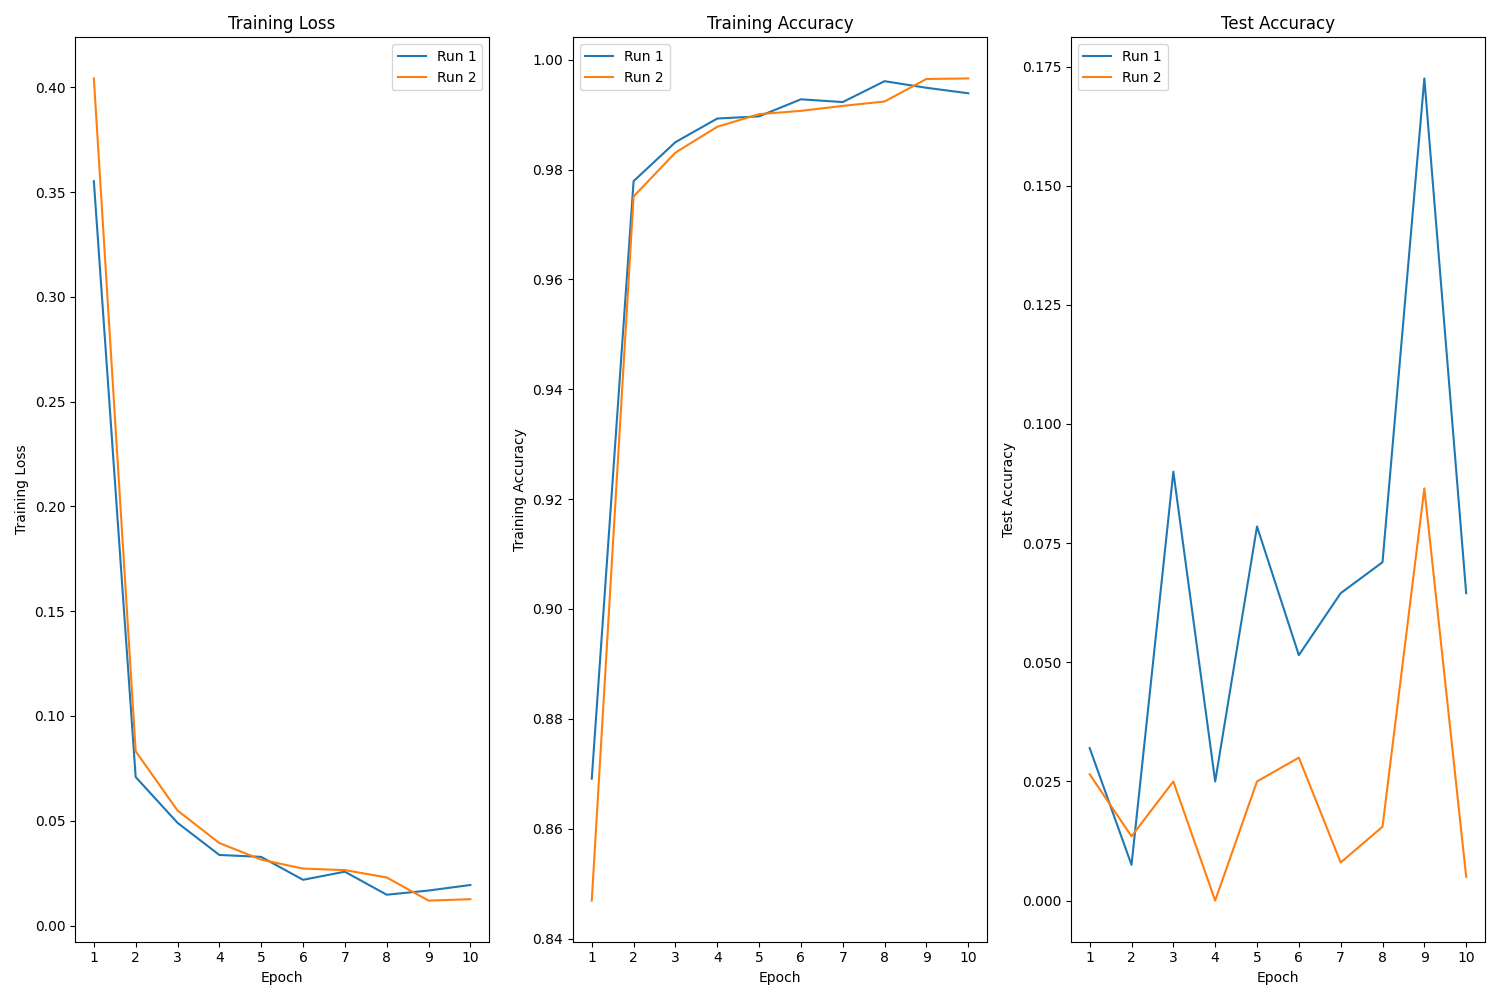 Training Loss
Run 1
Run 2
0.40
0.35
0.30
0.25
0.20
0.15
0.10
0.05
0.00
Training Loss
1 2 3 4 5 6 7 8 9 10
Epoch
Training Accuracy
Run 1
Run 2
1.00
0.98
0.96
0.94
0.92
0.90
0.88
0.86
0.84
Training Accuracy
1 2 3 4 5 6 7 8 9 10
Epoch
Test Accuracy
Run 1
Run 2
0.175
0.150
0.125
0.100
0.075
0.050
0.025
0.000
Test Accuracy
1 2 3 4 5 6 7 8 9 10
Epoch